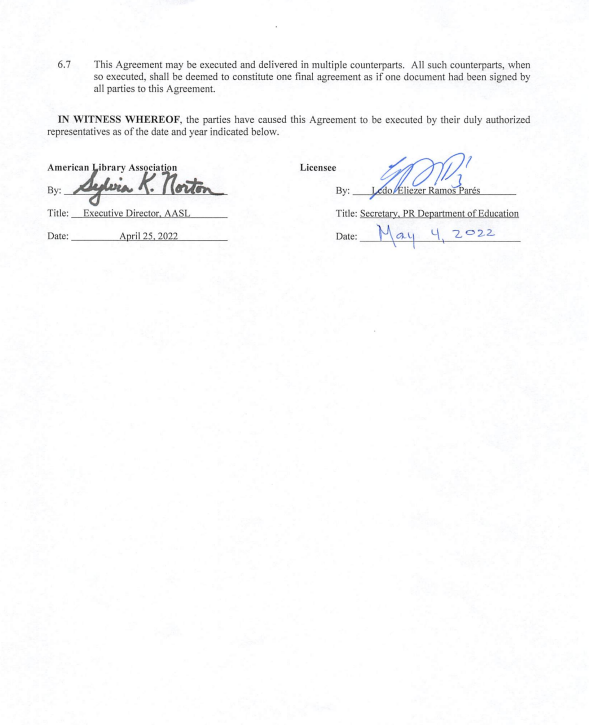 6.7 This Agreement may be executed and delivered in multiple counterparts. All such counterparts, when
so executed, shall be deemed to constitute one final agreement as if one document had been signed by
all parties to this Agreement.
IN WITNESS WHEREOF, the parties have caused this Agreement to be executed by their duly authorized
representatives as of the date and year indicated below.
American Library Association
By: Sylvia K. Norton
Title: Executive Director, AASL
Date: April 25, 2022
Licensee
By: Lcdo Eliezer Ramos Parés
Title: Secretary, PR Department of Education
Date: May 4, 2022